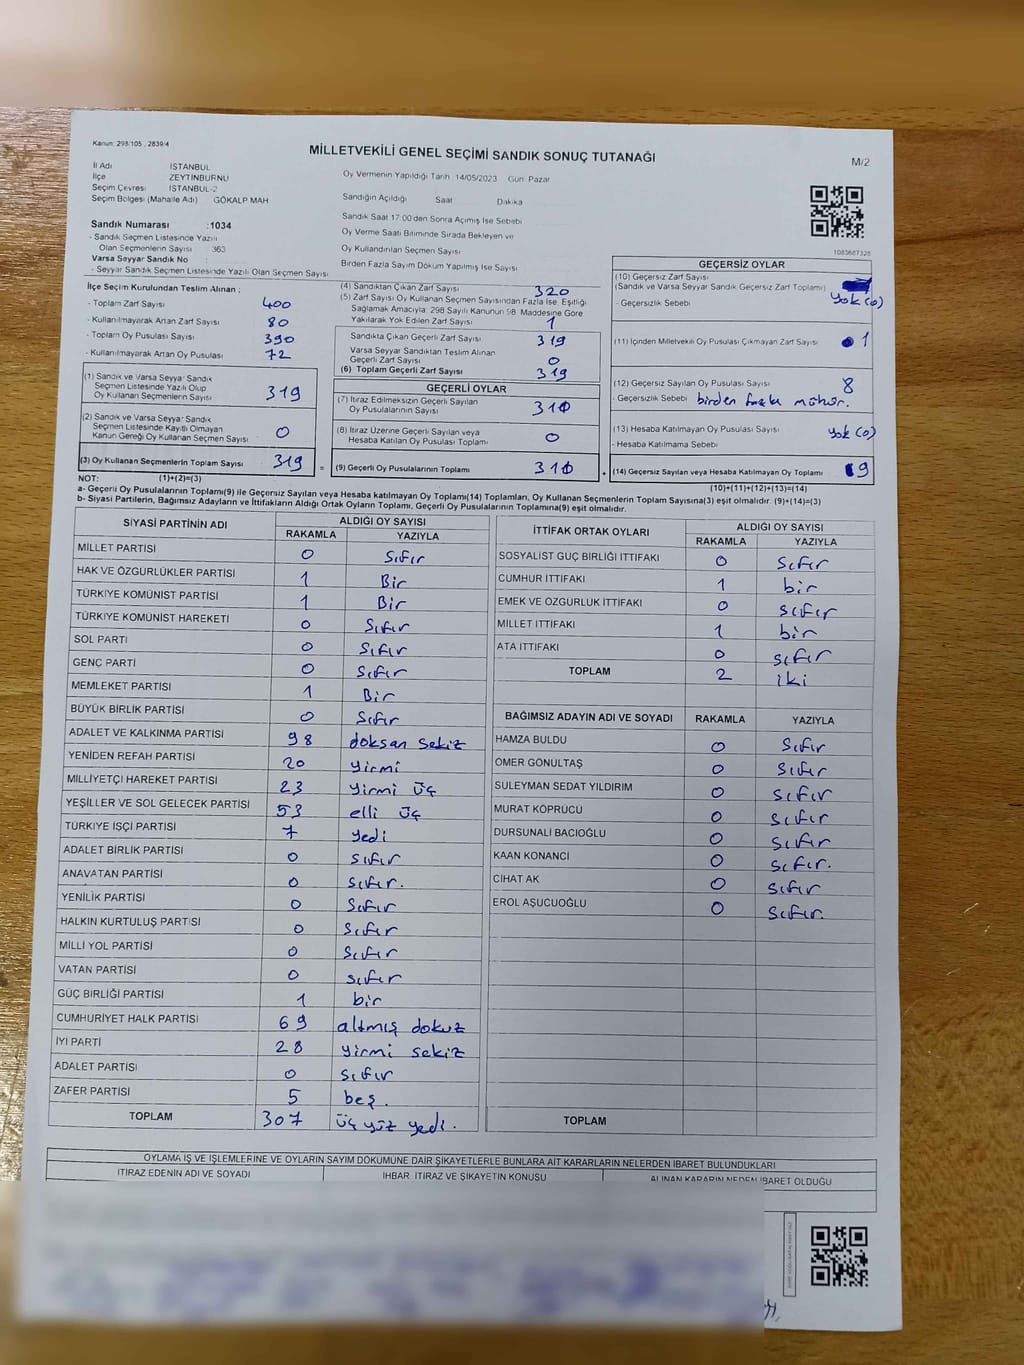 Kanun: 298/105 , 2839/4
MİLLETVEKİLİ GENEL SEÇİMİ SANDIK SONUÇ TUTANAĞI
M/2
İl Adı İSTANBUL
İlçe ZEYTİNBURNU
Seçim Çevresi İSTANBUL-2
Seçim Bölgesi (Mahalle Adı) GÖKALP MAH
Oy Vermenin Yapıldığı Tarih :14/05/2023 Gün: Pazar
Sandığın Açıldığı Saat Dakika
Sandık Saat 17:00'den Sonra Açılmış İse Sebebi
Oy Verme Saati Bitiminde Sırada Bekleyen ve
Oy Kullandırılan Seçmen Sayısı
Birden Fazla Sayım Döküm Yapılmış İse Sayısı
Sandık Numarası :1034
- Sandık Seçmen Listesinde Yazılı
Olan Seçmenlerin Sayısı 363
Varsa Seyyar Sandık No
- Seyyar Sandık Seçmen Listesinde Yazılı Olan Seçmen Sayısı:
1083687328
İlçe Seçim Kurulundan Teslim Alınan :
- Toplam Zarf Sayısı 400
- Kullanılmayarak Artan Zarf Sayısı 80
- Toplam Oy Pusulası Sayısı 390
- Kullanılmayarak Artan Oy Pusulası 72
(1) Sandık ve Varsa Seyyar Sandık
Seçmen Listesinde Yazılı Olup
Oy Kullanan Seçmenlerin Sayısı 319
(2) Sandık ve Varsa Seyyar Sandık
Seçmen Listesinde Kayıtlı Olmayan
Kanun Gereği Oy Kullanan Seçmen Sayısı 0
(3) Oy Kullanan Seçmenlerin Toplam Sayısı 319 =
(1)+(2)=(3)
(4) Sandıktan Çıkan Zarf Sayısı 320
(5) Zarf Sayısı Oy Kullanan Seçmen Sayısından Fazla İse, Eşitliği
Sağlamak Amacıyla, 298 Sayılı Kanunun 98. Maddesine Göre
Yakılarak Yok Edilen Zarf Sayısı 1
Sandıkta Çıkan Geçerli Zarf Sayısı 319
Varsa Seyyar Sandıktan Teslim Alınan
Geçerli Zarf Sayısı 0
(6) Toplam Geçerli Zarf Sayısı 319
GEÇERLİ OYLAR
(7) İtiraz Edilmeksizin Geçerli Sayılan
Oy Pusulalarının Sayısı 310
(8) İtiraz Üzerine Geçerli Sayılan veya
Hesaba Katılan Oy Pusulası Toplamı 0
(9) Geçerli Oy Pusulalarının Toplamı 310 +
GEÇERSİZ OYLAR
(10) Geçersiz Zarf Sayısı
(Sandık ve Varsa Seyyar Sandık Geçersiz Zarf Toplamı)
- Geçersizlik Sebebi yok (0)
(11) İçinden Milletvekili Oy Pusulası Çıkmayan Zarf Sayısı 1
(12) Geçersiz Sayılan Oy Pusulası Sayısı 8
- Geçersizlik Sebebi birden fazla mühür.
(13) Hesaba Katılmayan Oy Pusulası Sayısı yok (0)
- Hesaba Katılmama Sebebi
(14) Geçersiz Sayılan veya Hesaba Katılmayan Oy Toplamı 9
(10)+(11)+(12)+(13)=(14)
NOT:
a- Geçerli Oy Pusulalarının Toplamı(9) ile Geçersiz Sayılan veya Hesaba katılmayan Oy Toplamı(14) Toplamları, Oy Kullanan Seçmenlerin Toplam Sayısına(3) eşit olmalıdır. (9)+(14)=(3)
b- Siyasi Partilerin, Bağımsız Adayların ve İttifakların Aldığı Ortak Oyların Toplamı, Geçerli Oy Pusulalarının Toplamına(9) eşit olmalıdır.
SİYASİ PARTİNİN ADI ALDIĞI OY SAYISI
RAKAMLA YAZIYLA
MİLLET PARTİSİ 0 Sıfır
HAK VE ÖZGÜRLÜKLER PARTİSİ 1 Bir
TÜRKİYE KOMÜNİST PARTİSİ 1 Bir
TÜRKİYE KOMÜNİST HAREKETİ 0 Sıfır
SOL PARTİ 0 Sıfır
GENÇ PARTİ 0 Sıfır
MEMLEKET PARTİSİ 1 Bir
BÜYÜK BİRLİK PARTİSİ 0 Sıfır
ADALET VE KALKINMA PARTİSİ 98 doksan sekiz
YENİDEN REFAH PARTİSİ 20 yirmi
MİLLİYETÇİ HAREKET PARTİSİ 23 yirmi üç
YEŞİLLER VE SOL GELECEK PARTİSİ 53 elli üç
TÜRKİYE İŞÇİ PARTİSİ 7 yedi
ADALET BİRLİK PARTİSİ 0 sıfır
ANAVATAN PARTİSİ 0 sıfır.
YENİLİK PARTİSİ 0 sıfır
HALKIN KURTULUŞ PARTİSİ 0 sıfır
MİLLİ YOL PARTİSİ 0 sıfır
VATAN PARTİSİ 0 sıfır
GÜÇ BİRLİĞİ PARTİSİ 1 bir
CUMHURİYET HALK PARTİSİ 69 altmış dokuz
İYİ PARTİ 28 yirmi sekiz
ADALET PARTİSİ 0 sıfır
ZAFER PARTİSİ 5 beş.
TOPLAM 307 üç yüz yedi.
İTTİFAK ORTAK OYLARI ALDIĞI OY SAYISI
RAKAMLA YAZIYLA
SOSYALİST GÜÇ BİRLİĞİ İTTİFAKI 0 sıfır
CUMHUR İTTİFAKI 1 bir
EMEK VE ÖZGÜRLÜK İTTİFAKI 0 sıfır
MİLLET İTTİFAKI 1 bir
ATA İTTİFAKI 0 sıfır
TOPLAM 2 iki
BAĞIMSIZ ADAYIN ADI VE SOYADI RAKAMLA YAZIYLA
HAMZA BULDU 0 Sıfır
ÖMER GÖNÜLTAŞ 0 Sıfır
SÜLEYMAN SEDAT YILDIRIM 0 sıfır
MURAT KÖPRÜCÜ 0 sıfır
DURSUNALİ BACIOĞLU 0 sıfır
KAAN KONANCI 0 sıfır.
CİHAT AK 0 sıfır
EROL AŞUCUOĞLU 0 sıfır.
TOPLAM
OYLAMA İŞ VE İŞLEMLERİNE VE OYLARIN SAYIM DÖKÜMÜNE DAİR ŞİKAYETLERLE BUNLARA AİT KARARLARIN NELERDEN İBARET BULUNDUKLARI
İTİRAZ EDENİN ADI VE SOYADI İHBAR, İTİRAZ VE ŞİKAYETİN KONUSU ALINAN KARARIN NEDEN İBARET OLDUĞU